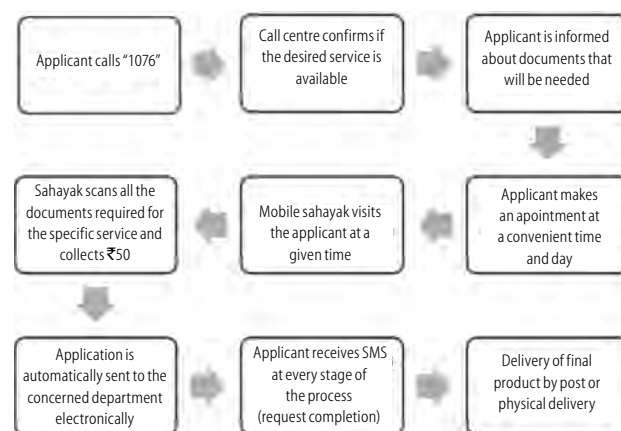 Applicant calls “1076”
Call centre confirms if
the desired service is
available
Applicant is informed
about documents that
will be needed
Applicant makes
an apointment at
a convenient time
and day
Mobile sahayak visits
the applicant at a
given time
Sahayak scans all the
documents required for
the specific service and
collects ₹50
Application is
automatically sent to the
concerned department
electronically
Applicant receives SMS
at every stage of
the process
(request completion)
Delivery of final
product by post or
physical delivery